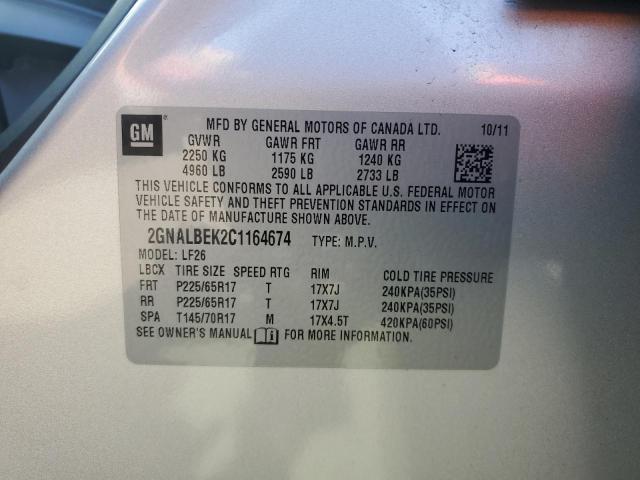 GM
MFD BY GENERAL MOTORS OF CANADA LTD. 10/11
GVWR GAWR FRT GAWR RR
2250 KG 1175 KG 1240 KG
4960 LB 2590 LB 2733 LB
THIS VEHICLE CONFORMS TO ALL APPLICABLE U.S. FEDERAL MOTOR
VEHICLE SAFETY AND THEFT PREVENTION STANDARDS IN EFFECT ON
THE DATE OF MANUFACTURE SHOWN ABOVE.
2GNALBEK2C1164674 TYPE: M.P.V.
MODEL: LF26
LBCX TIRE SIZE SPEED RTG RIM COLD TIRE PRESSURE
FRT P225/65R17 T 17X7J 240KPA(35PSI)
RR P225/65R17 T 17X7J 240KPA(35PSI)
SPA T145/70R17 M 17X4.5T 420KPA(60PSI)
SEE OWNER'S MANUAL FOR MORE INFORMATION.